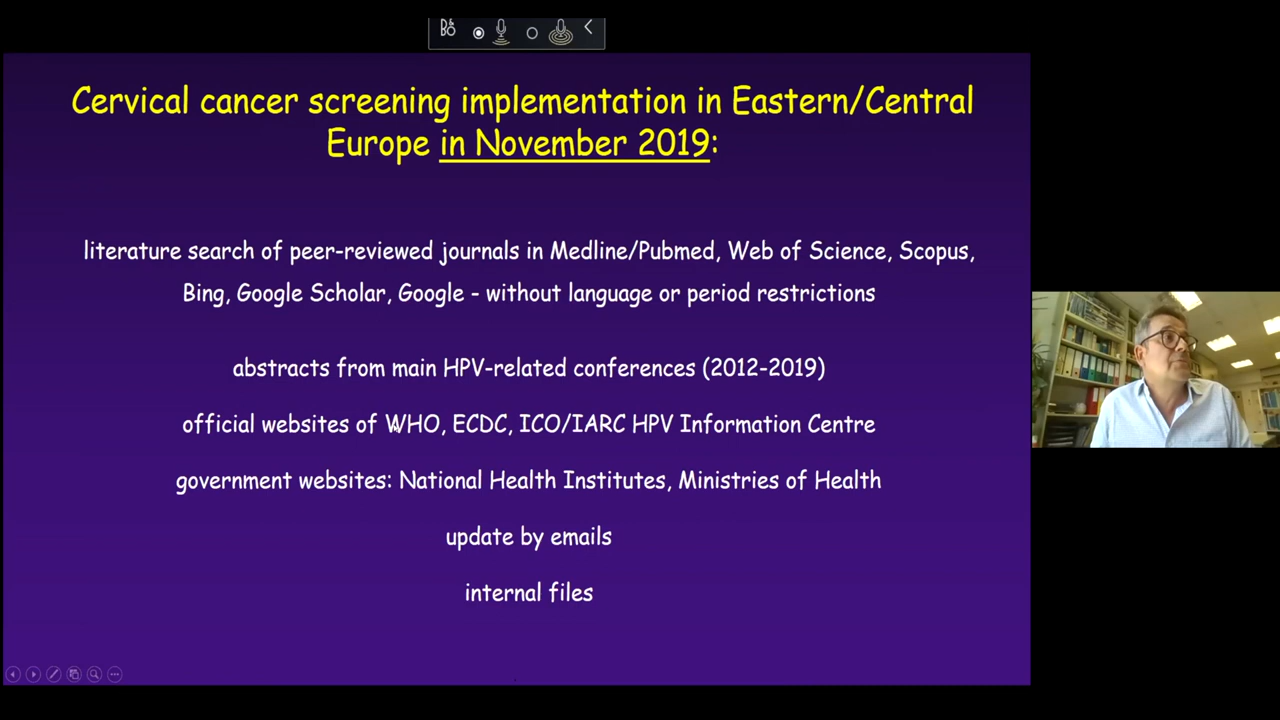 B&
BO
Cervical cancer screening implementation in Eastern/Central
Europe in November 2019:
literature search of peer-reviewed journals in Medline/Pubmed, Web of Science, Scopus,
Bing, Google Scholar, Google - without language or period restrictions
abstracts from main HPV-related conferences (2012-2019)
official websites of WHO, ECDC, ICO/IARC HPV Information Centre
government websites: National Health Institutes, Ministries of Health
update by emails
internal files